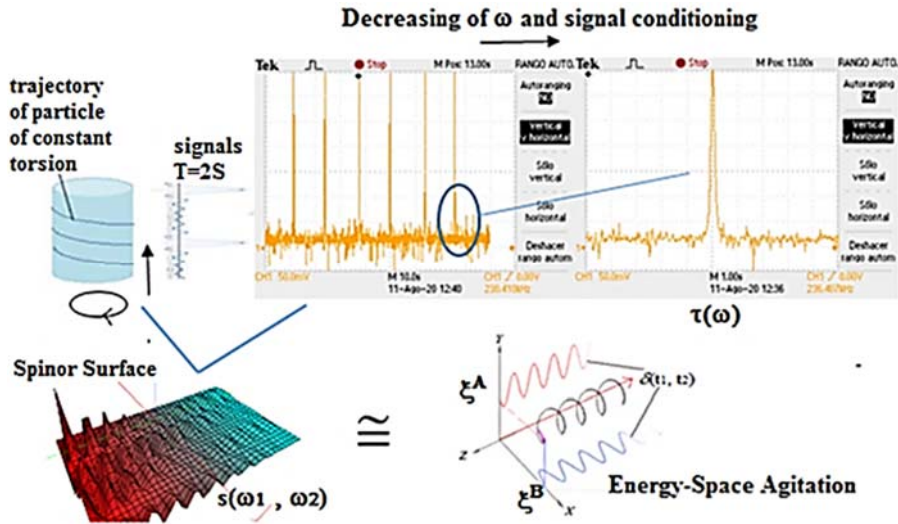 Decreasing of ω and signal conditioning
trajectory
of particle
of constant
torsion
signals
T=2S
Tek
Stop
M Pos: 13.00s
RANGO AUTO.
Autoranging
Vertical
y horizontal
Sólo
vertical
Sólo
horizontal
Deshacer
rango autom
CH1 50.0mV
M 10.0s
CH1 / 0.00V
11-Ago-20 12:40
Tek
Stop
M Pos: 13.00s
RANGO AUTO.
Autoranging
Vertical
y horizontal
Sólo
vertical
Sólo
horizontal
Deshacer
rango autom
CH1 50.0mV
M 1.00s
CH1 / 0.00V
11-Ago-20 12:36
τ(ω)
Spinor Surface
s(ω1 , ω2)
≅
Y
ξA
(t1, t2)
Z
ξB
X
Energy-Space Agitation